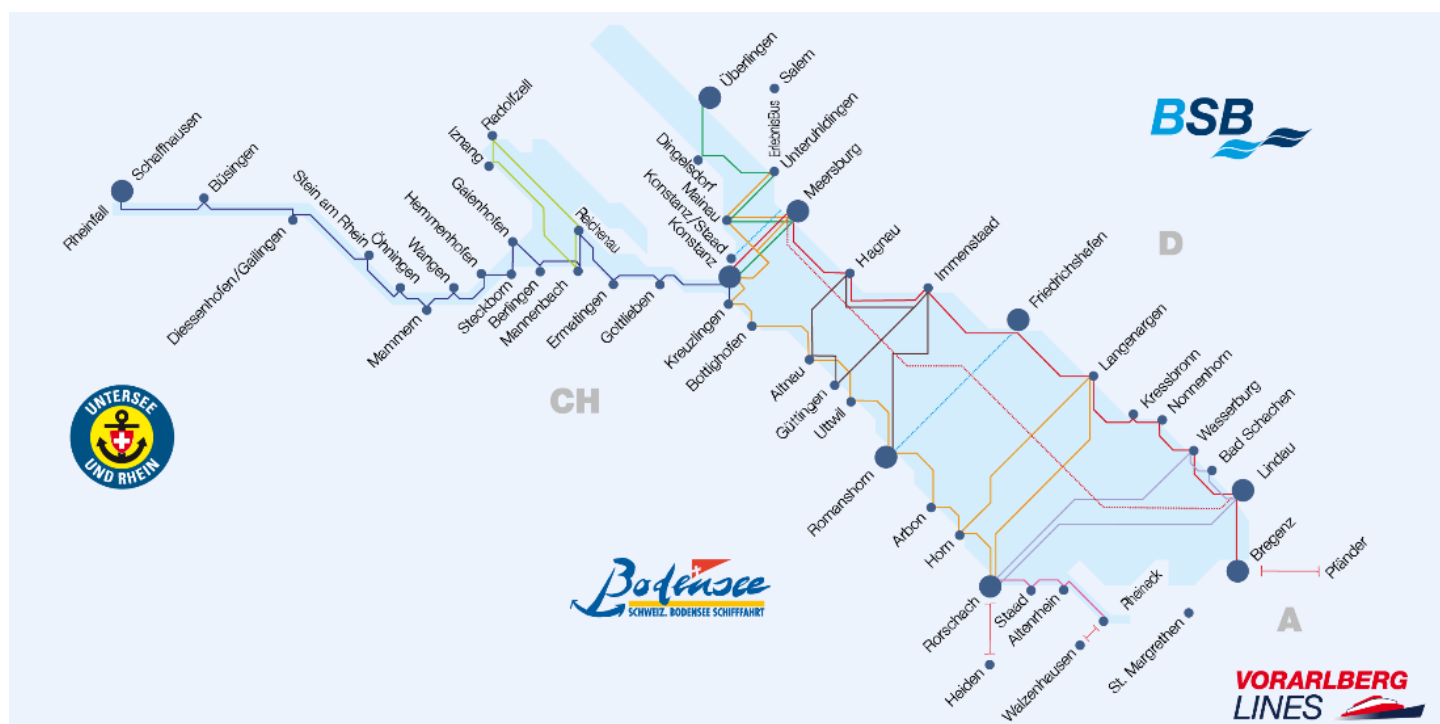 Schaffhausen
Rheinfall
Büsingen
Diessenhofen/Gailingen
Stein am Rhein
Öhningen
Mammern
Wangen
Hemmenhofen
Gaienhofen
Steckborn
Berlingen
Mannenbach
Iznang
Radolfzell
Reichenau
Ermatingen
Gottlieben
Überlingen
Dingelsdorf
Salem
ErlebnisBus
Unteruhldingen
Mainau
Konstanz/Staad
Konstanz
Meersburg
Kreuzlingen
Bottighofen
Altnau
Güttingen
Uttwil
Hagnau
Immenstaad
Friedrichshafen
Langenargen
Kressbronn
Nonnenhorn
Wasserburg
Bad Schachen
Lindau
Bregenz
Pfänder
Romanshorn
Arbon
Horn
Rorschach
Staad
Altenrhein
Rheineck
Heiden
Walzenhausen
St. Margrethen
CH
D
A
BSB
UNTERSEE
UND RHEIN
Bodensee
SCHWEIZ. BODENSEE SCHIFFFAHRT
VORARLBERG
LINES